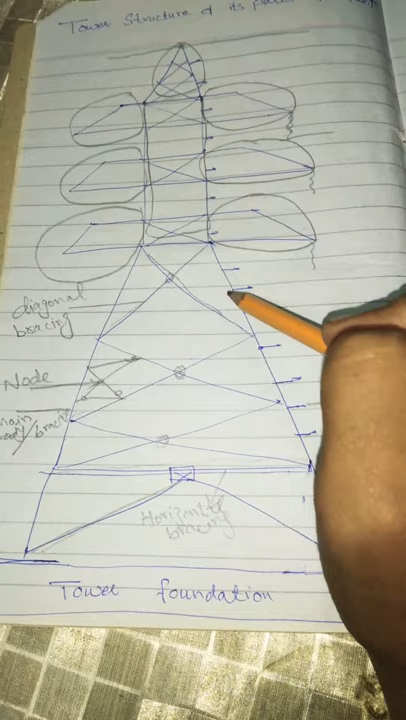 Tower Structure & its
diagonal
bracing
Node
main
Horizontal
bracing
Tower foundation